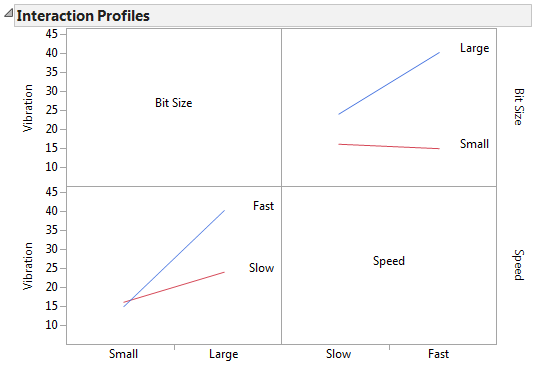 Interaction Profiles
45
40
35
30
25
20
15
10
Vibration
Bit Size
Large
Small
Bit Size
45
40
35
30
25
20
15
10
Vibration
Fast
Slow
Speed
Speed
Small
Large
Slow
Fast